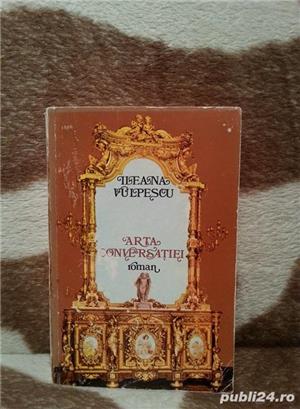 ILEANA
VULPESCU
ARTA
CONVERSAȚIEI
roman
publi24.ro